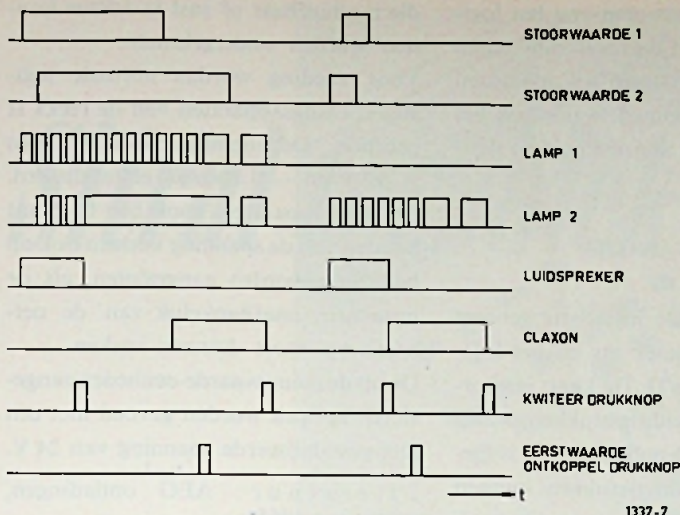 STOORWAARDE 1
STOORWAARDE 2
LAMP 1
LAMP 2
LUIDSPREKER
CLAXON
KWITEER DRUKKNOP
EERSTWAARDE
ONTKOPPEL DRUKKNOP
t
1337-7